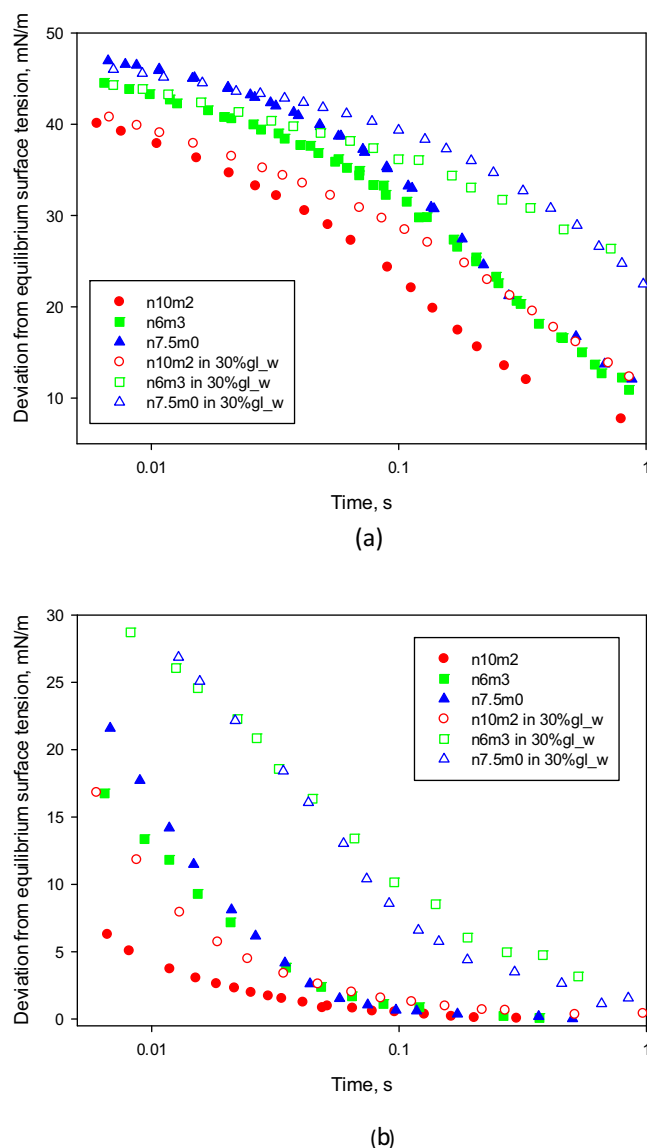 50
40
30
20
10
Deviation from equilibrium surface tension, mN/m
n10m2
n6m3
n7.5m0
n10m2 in 30%gl_w
n6m3 in 30%gl_w
n7.5m0 in 30%gl_w
0.01
0.1
1
Time, s
(a)
30
25
20
15
10
5
0
Deviation from equilibrium surface tension, mN/m
n10m2
n6m3
n7.5m0
n10m2 in 30%gl_w
n6m3 in 30%gl_w
n7.5m0 in 30%gl_w
0.01
0.1
1
Time, s
(b)